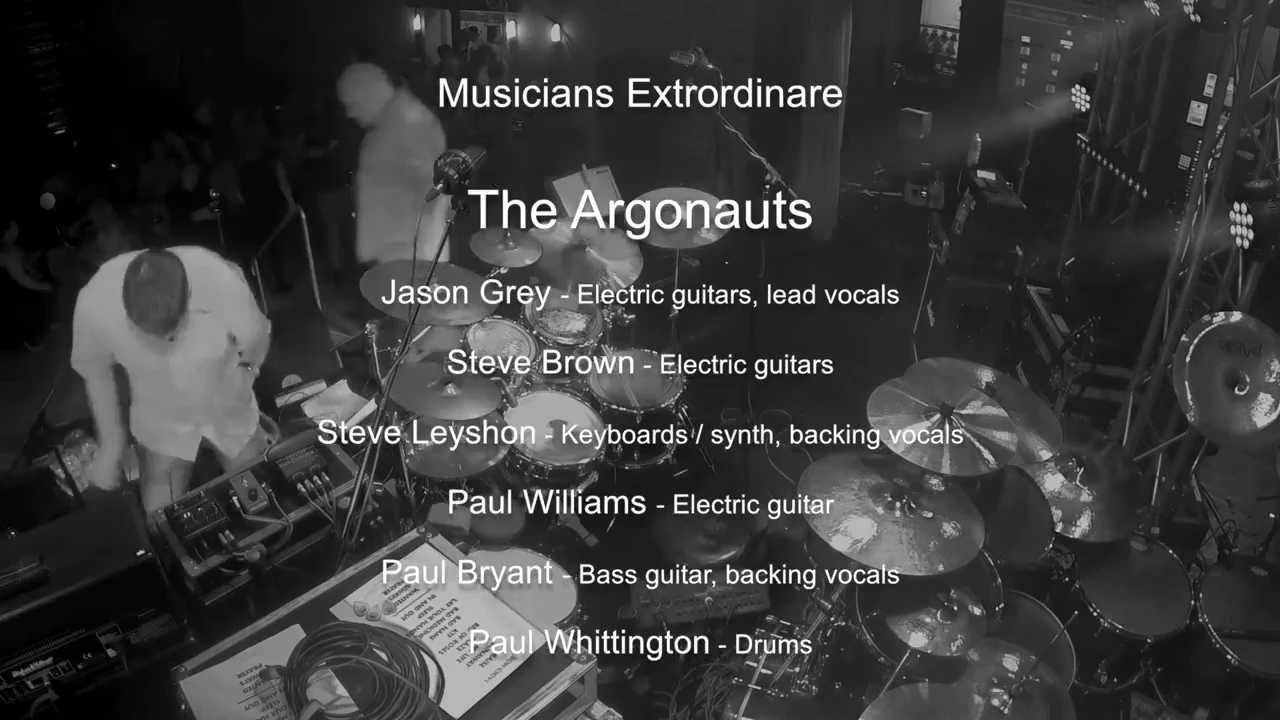 Musicians Extrordinare
The Argonauts
Jason Grey - Electric guitars, lead vocals
Steve Brown - Electric guitars
Steve Leyshon - Keyboards / synth, backing vocals
Paul Williams - Electric guitar
Paul Bryant - Bass guitar, backing vocals
Paul Whittington - Drums